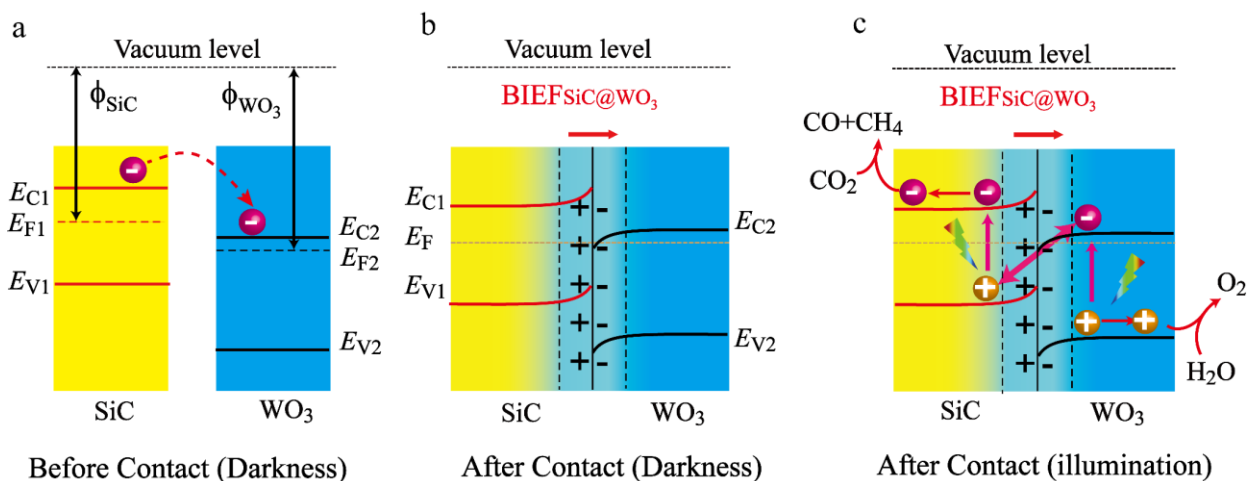 a
Vacuum level
ϕSiC
ϕWO₃
-
-
EC1
EF1
EV1
EC2
EF2
EV2
SiC
WO₃
Before Contact (Darkness)
b
Vacuum level
BIEFSiC@WO₃
EC1
EF
EV1
+ -
+ -
+ -
+ -
+ -
EC2
EV2
SiC
WO₃
After Contact (Darkness)
c
Vacuum level
BIEFSiC@WO₃
CO+CH₄
CO₂
- -
-
+
+ +
+ -
+ -
+ -
+ -
+ -
O₂
H₂O
SiC
WO₃
After Contact (illumination)